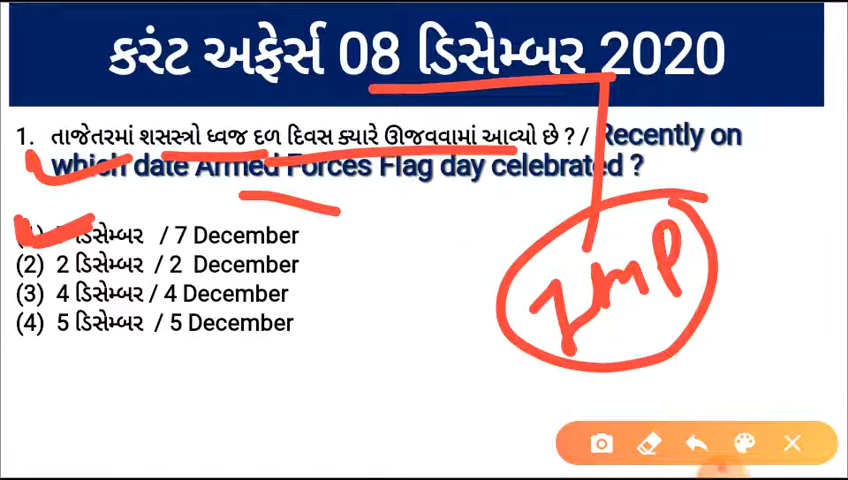 કરંટ અફેર્સ 08 ડિસેમ્બર 2020
1. તાજેતરમાં શસસ્ત્રો ધ્વજ દળ દિવસ ક્યારે ઊજવવામાં આવ્યો છે ? / Recently on
which date Armed Forces Flag day celebrated ?
ડિસેમ્બર / 7 December
(2) 2 ડિસેમ્બર / 2 December
(3) 4 ડિસેમ્બર / 4 December
(4) 5 ડિસેમ્બર / 5 December
IMP